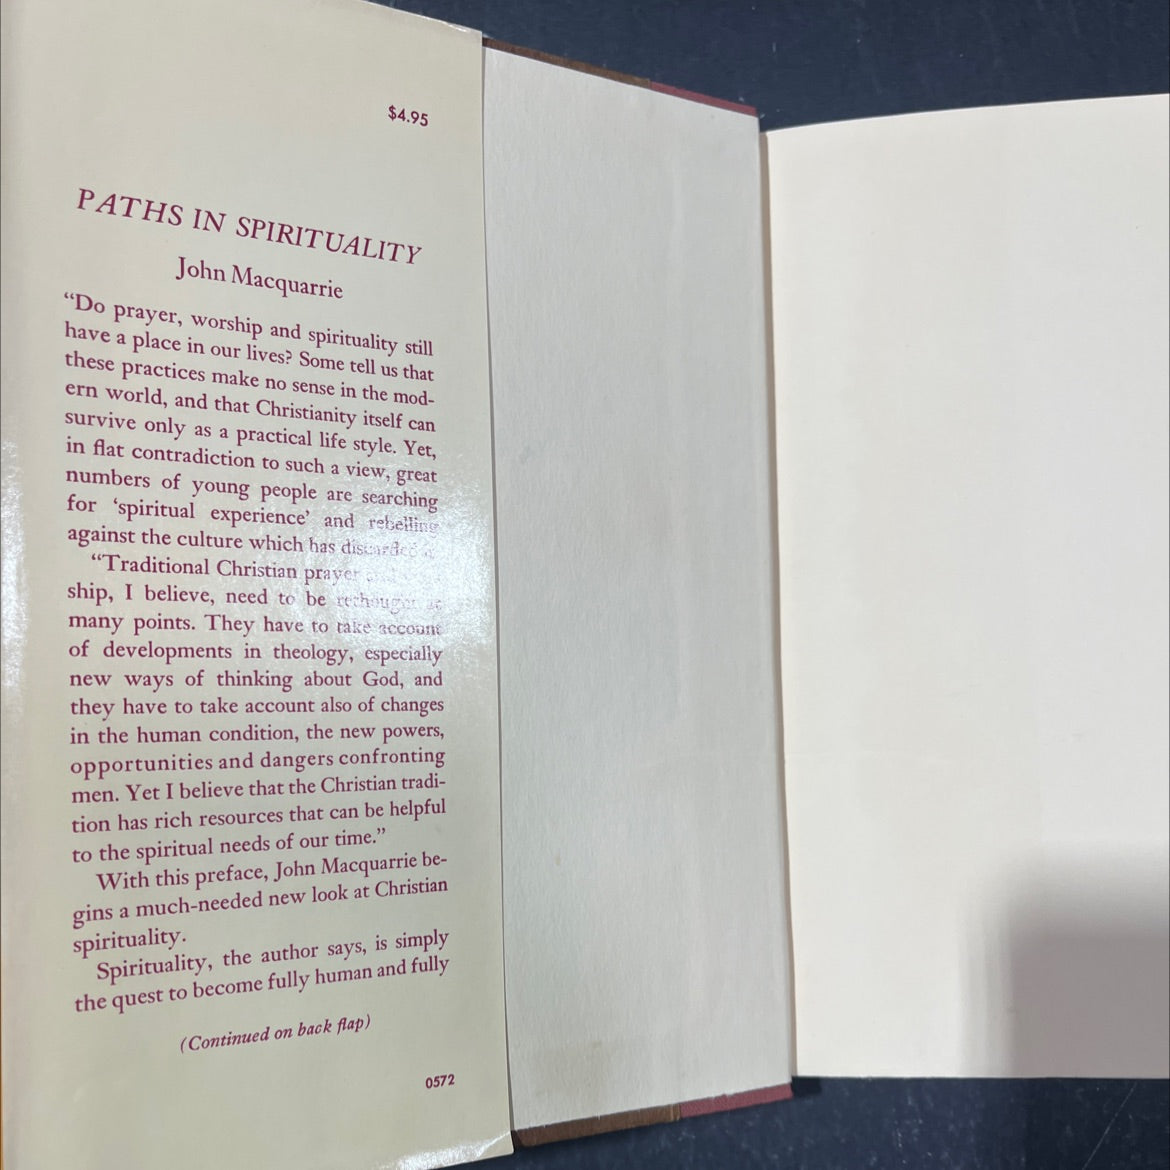 $4.95
PATHS IN SPIRITUALITY
John Macquarrie
“Do prayer, worship and spirituality still
have a place in our lives? Some tell us that
these practices make no sense in the mod-
ern world, and that Christianity itself can
survive only as a practical life style. Yet,
in flat contradiction to such a view, great
numbers of young people are searching
for ‘spiritual experience’ and rebelling
against the culture which has discarded
“Traditional Christian prayer
ship, I believe, need to be rethought at
many points. They have to take account
of developments in theology, especially
new ways of thinking about God, and
they have to take account also of changes
in the human condition, the new powers,
opportunities and dangers confronting
men. Yet I believe that the Christian tradi-
tion has rich resources that can be helpful
to the spiritual needs of our time.”
With this preface, John Macquarrie be-
gins a much-needed new look at Christian
spirituality.
Spirituality, the author says, is simply
the quest to become fully human and fully
(Continued on back flap)
0572